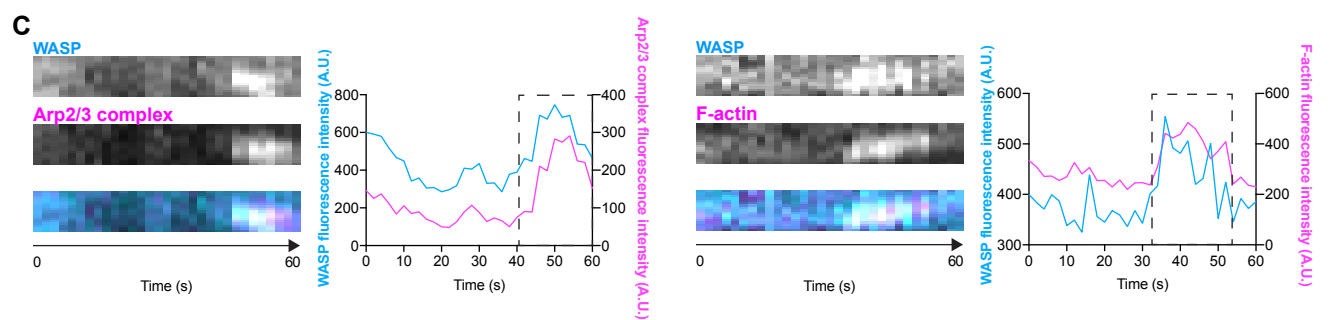 C
WASP
Arp2/3 complex
0
60
Time (s)
WASP fluorescence intensity (A.U.)
800
600
400
200
0
400
300
200
100
0
0 10 20 30 40 50 60
Time (s)
Arp2/3 complex fluorescence intensity (A.U.)
WASP
F-actin
0
60
Time (s)
WASP fluorescence intensity (A.U.)
600
500
400
300
600
400
200
0
0 10 20 30 40 50 60
Time (s)
F-actin fluorescence intensity (A.U.)